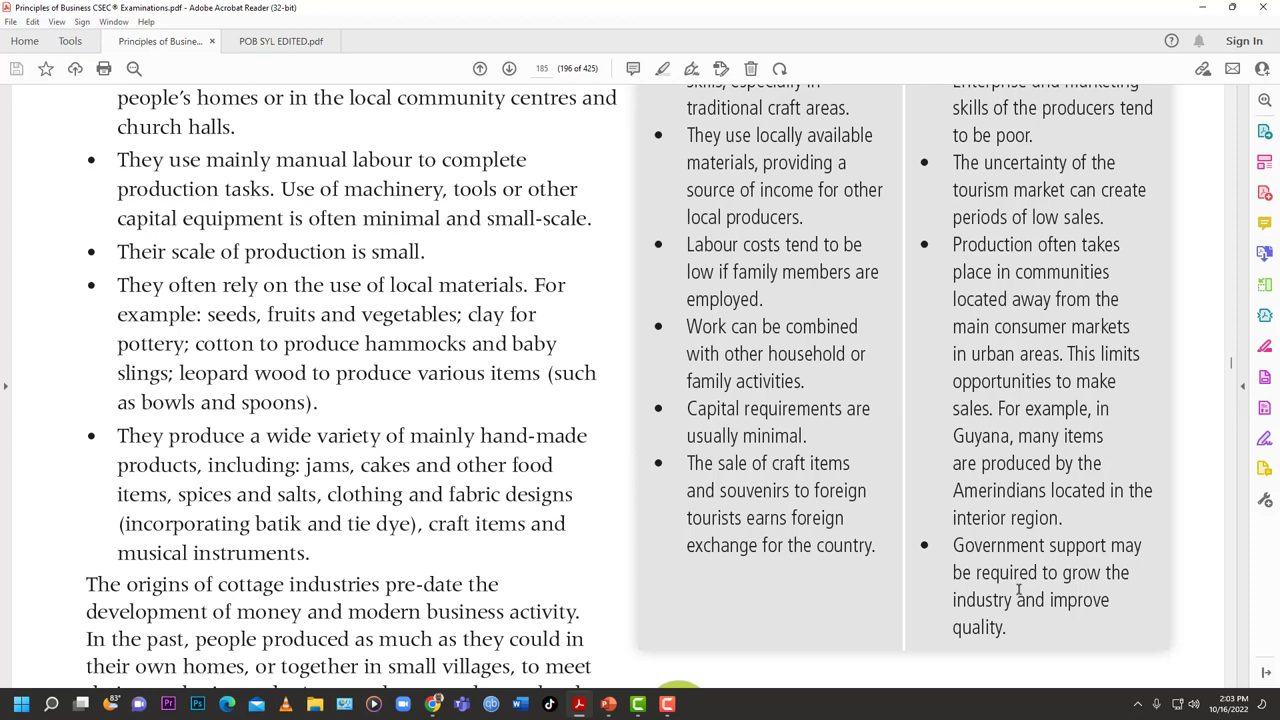 Principles of Business CSEC® Examinations.pdf - Adobe Acrobat Reader (32-bit)
File Edit View Sign Window Help
Home Tools Principles of Busine... × POB SYL EDITED.pdf Sign In
185 (196 of 425)
people's homes or in the local community centres and
church halls.
• They use mainly manual labour to complete
production tasks. Use of machinery, tools or other
capital equipment is often minimal and small-scale.
• Their scale of production is small.
• They often rely on the use of local materials. For
example: seeds, fruits and vegetables; clay for
pottery; cotton to produce hammocks and baby
slings; leopard wood to produce various items (such
as bowls and spoons).
• They produce a wide variety of mainly hand-made
products, including: jams, cakes and other food
items, spices and salts, clothing and fabric designs
(incorporating batik and tie dye), craft items and
musical instruments.
The origins of cottage industries pre-date the
development of money and modern business activity.
In the past, people produced as much as they could in
their own homes, or together in small villages, to meet
skills, especially in
traditional craft areas.
• They use locally available
materials, providing a
source of income for other
local producers.
• Labour costs tend to be
low if family members are
employed.
• Work can be combined
with other household or
family activities.
• Capital requirements are
usually minimal.
• The sale of craft items
and souvenirs to foreign
tourists earns foreign
exchange for the country.
Enterprise and marketing
skills of the producers tend
to be poor.
• The uncertainty of the
tourism market can create
periods of low sales.
• Production often takes
place in communities
located away from the
main consumer markets
in urban areas. This limits
opportunities to make
sales. For example, in
Guyana, many items
are produced by the
Amerindians located in the
interior region.
• Government support may
be required to grow the
industry and improve
quality.
83°
2:03 PM
10/16/2022